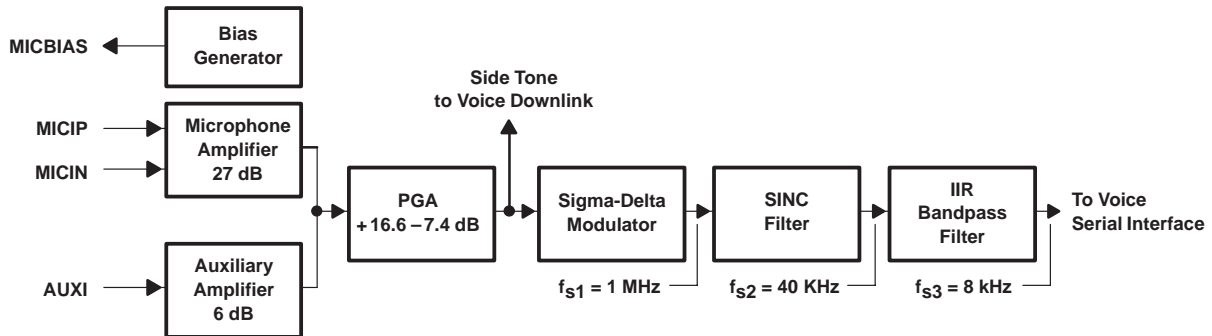 MICBIAS
Bias
Generator
Side Tone
to Voice Downlink
MICIP
MICIN
Microphone
Amplifier
27 dB
PGA
+16.6 –7.4 dB
Sigma-Delta
Modulator
SINC
Filter
IIR
Bandpass
Filter
To Voice
Serial Interface
AUXI
Auxiliary
Amplifier
6 dB
fs1 = 1 MHz
fs2 = 40 KHz
fs3 = 8 kHz